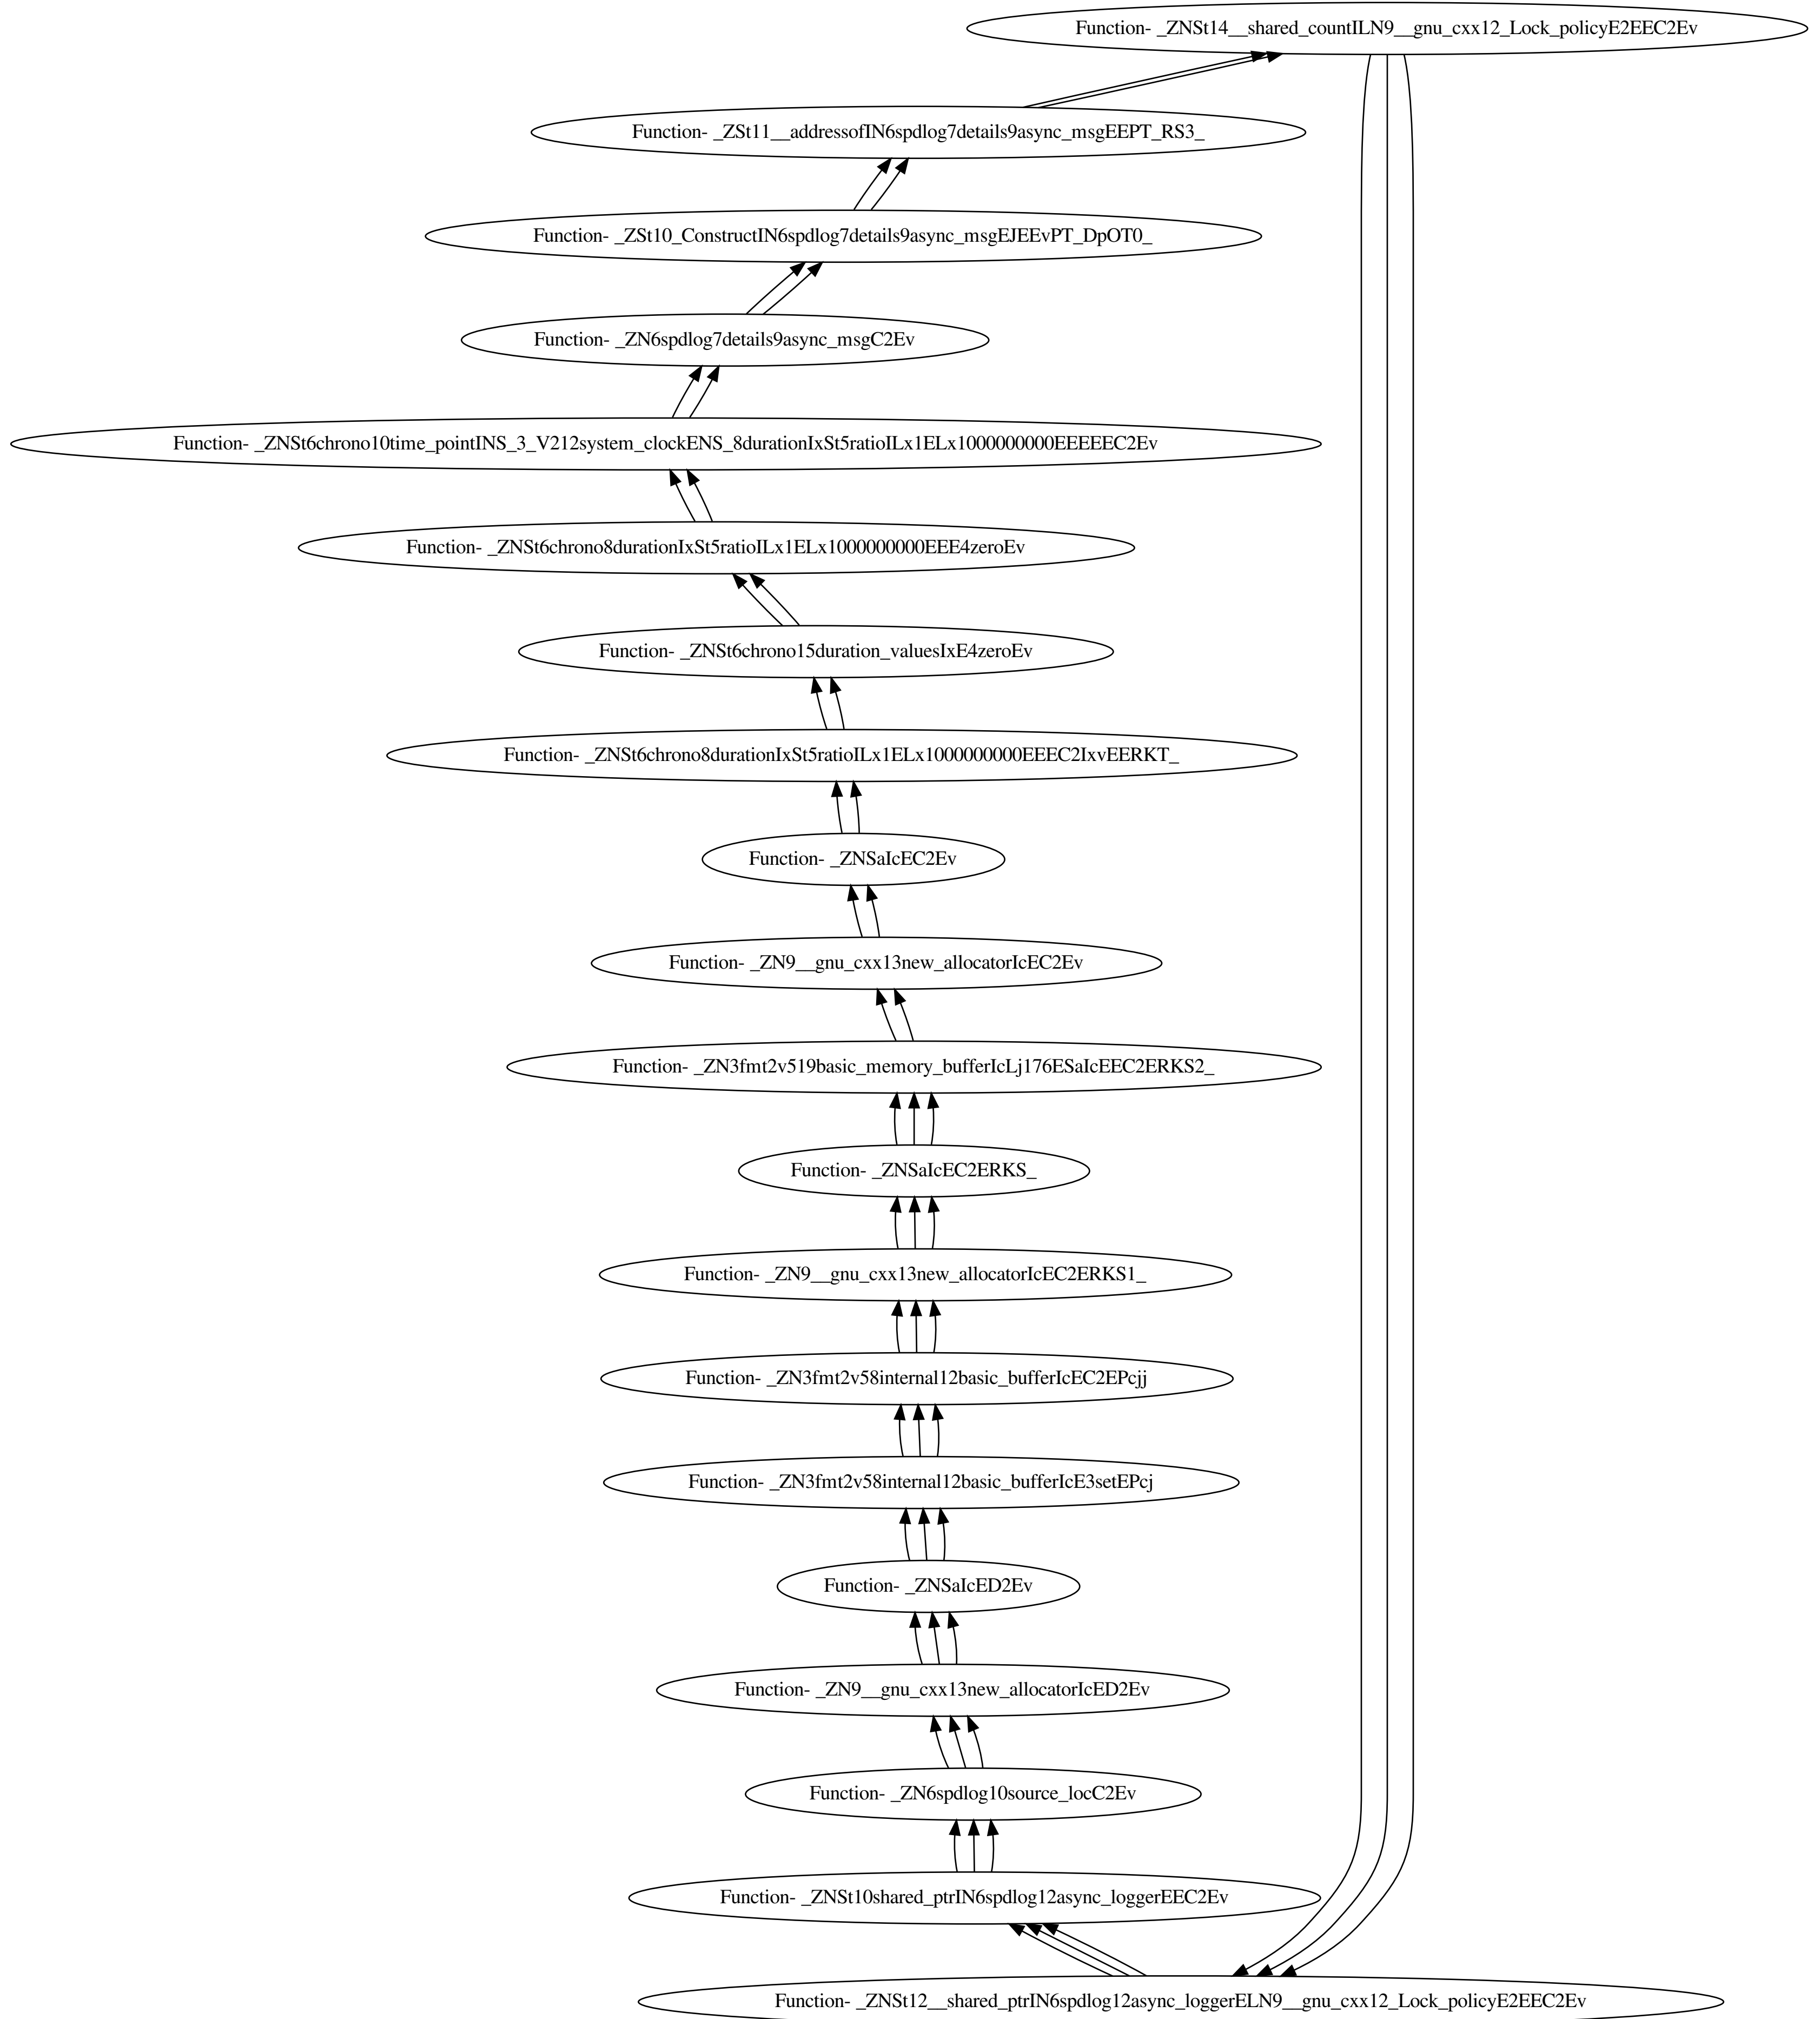 Function- _ZNSt14__shared_countILN9__gnu_cxx12_Lock_policyE2EEC2Ev
Function- _ZSt11__addressofIN6spdlog7details9async_msgEEPT_RS3_
Function- _ZSt10_ConstructIN6spdlog7details9async_msgEJEEvPT_DpOT0_
Function- _ZN6spdlog7details9async_msgC2Ev
Function- _ZNSt6chrono10time_pointINS_3_V212system_clockENS_8durationIxSt5ratioILx1ELx1000000000EEEEEC2Ev
Function- _ZNSt6chrono8durationIxSt5ratioILx1ELx1000000000EEE4zeroEv
Function- _ZNSt6chrono15duration_valuesIxE4zeroEv
Function- _ZNSt6chrono8durationIxSt5ratioILx1ELx1000000000EEEC2IxvEERKT_
Function- _ZNSaIcEC2Ev
Function- _ZN9__gnu_cxx13new_allocatorIcEC2Ev
Function- _ZN3fmt2v519basic_memory_bufferIcLj176ESaIcEEC2ERKS2_
Function- _ZNSaIcEC2ERKS_
Function- _ZN9__gnu_cxx13new_allocatorIcEC2ERKS1_
Function- _ZN3fmt2v58internal12basic_bufferIcEC2EPcjj
Function- _ZN3fmt2v58internal12basic_bufferIcE3setEPcj
Function- _ZNSaIcED2Ev
Function- _ZN9__gnu_cxx13new_allocatorIcED2Ev
Function- _ZN6spdlog10source_locC2Ev
Function- _ZNSt10shared_ptrIN6spdlog12async_loggerEEC2Ev
Function- _ZNSt12__shared_ptrIN6spdlog12async_loggerELN9__gnu_cxx12_Lock_policyE2EEC2Ev